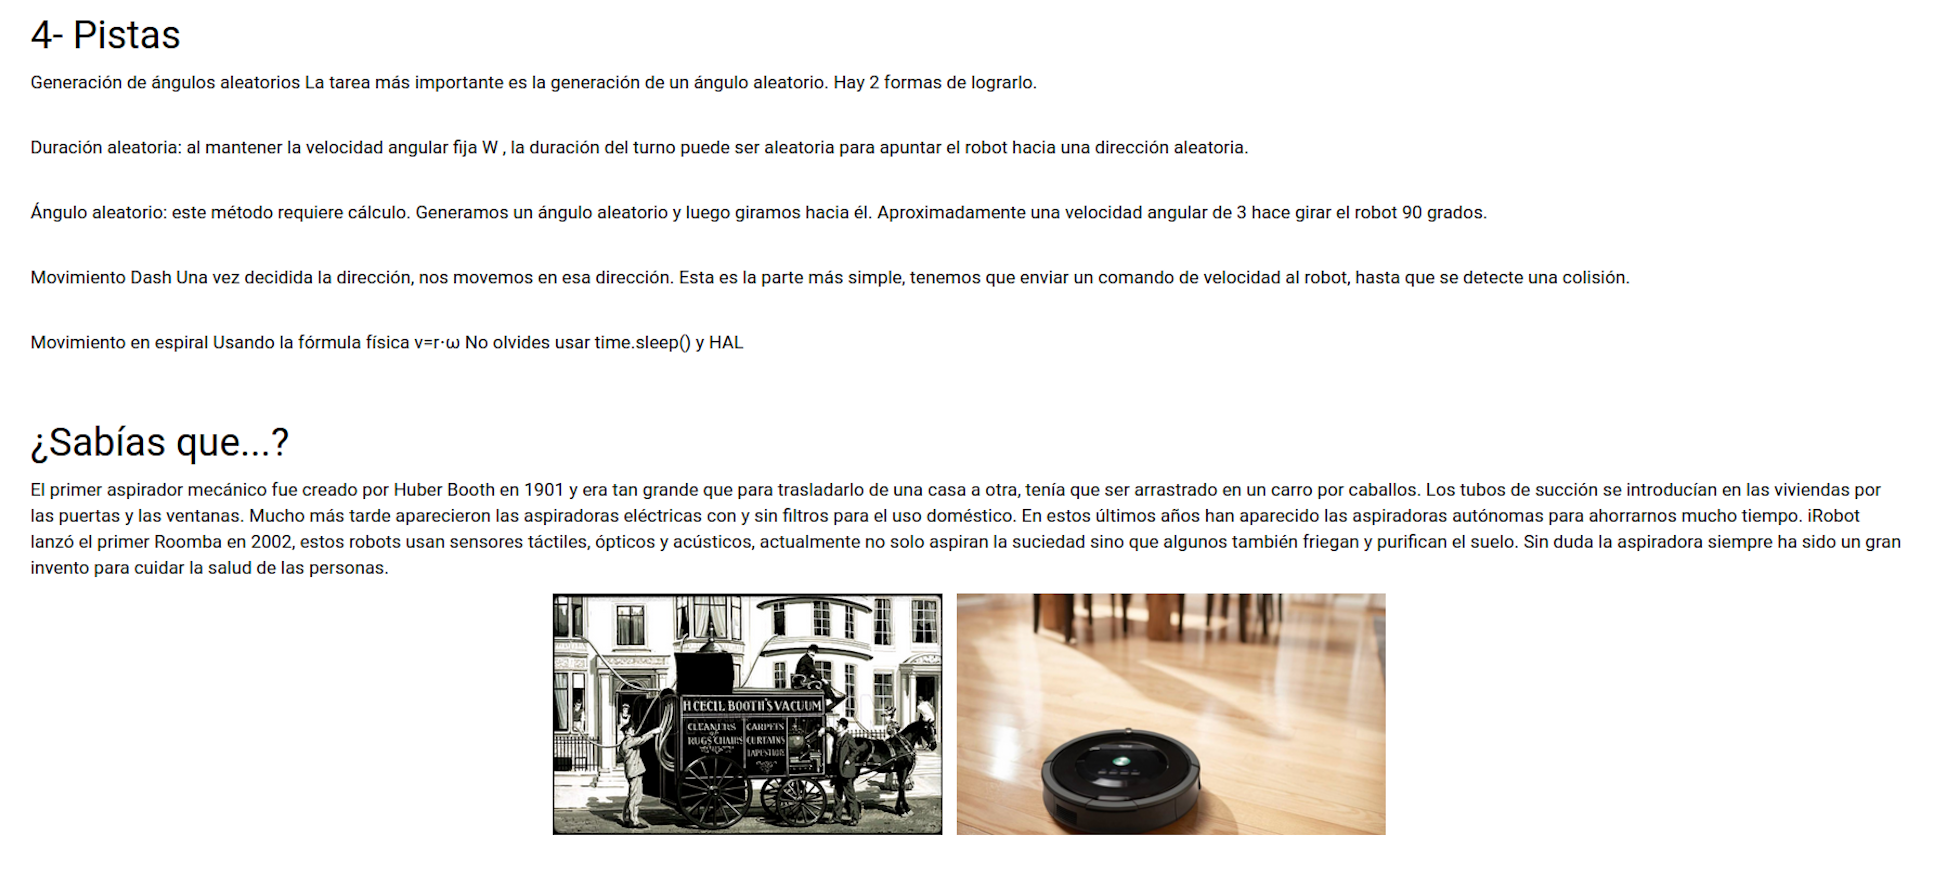 4- Pistas
Generación de ángulos aleatorios La tarea más importante es la generación de un ángulo aleatorio. Hay 2 formas de lograrlo.
Duración aleatoria: al mantener la velocidad angular fija W , la duración del turno puede ser aleatoria para apuntar el robot hacia una dirección aleatoria.
Ángulo aleatorio: este método requiere cálculo. Generamos un ángulo aleatorio y luego giramos hacia él. Aproximadamente una velocidad angular de 3 hace girar el robot 90 grados.
Movimiento Dash Una vez decidida la dirección, nos movemos en esa dirección. Esta es la parte más simple, tenemos que enviar un comando de velocidad al robot, hasta que se detecte una colisión.
Movimiento en espiral Usando la fórmula física v=r·ω No olvides usar time.sleep() y HAL
¿Sabías que...?
El primer aspirador mecánico fue creado por Huber Booth en 1901 y era tan grande que para trasladarlo de una casa a otra, tenía que ser arrastrado en un carro por caballos. Los tubos de succión se introducían en las viviendas por
las puertas y las ventanas. Mucho más tarde aparecieron las aspiradoras eléctricas con y sin filtros para el uso doméstico. En estos últimos años han aparecido las aspiradoras autónomas para ahorrarnos mucho tiempo. iRobot
lanzó el primer Roomba en 2002, estos robots usan sensores táctiles, ópticos y acústicos, actualmente no solo aspiran la suciedad sino que algunos también friegan y purifican el suelo. Sin duda la aspiradora siempre ha sido un gran
invento para cuidar la salud de las personas.
H CECIL BOOTH'S VACUUM
CLEANERS CARPETS
RUGS CHAIRS CURTAINS
TAPESTRIES